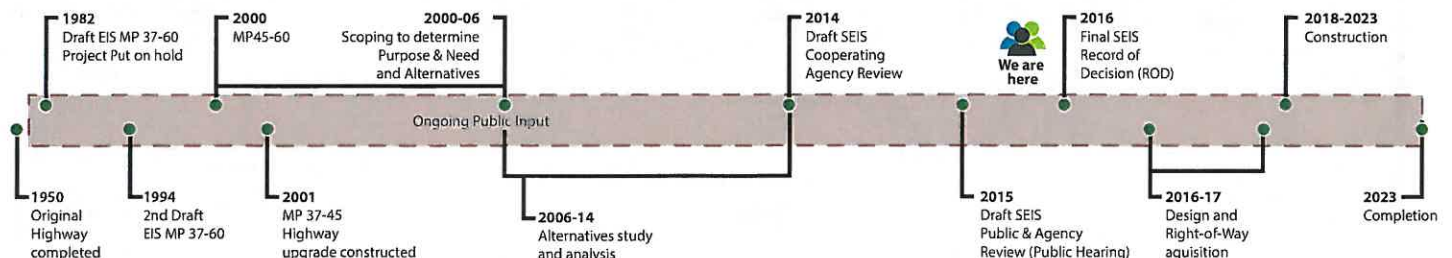 1982
Draft EIS MP 37-60
Project Put on hold
2000
MP45-60
2000-06
Scoping to determine
Purpose & Need
and Alternatives
2014
Draft SEIS
Cooperating
Agency Review
We are
here
2016
Final SEIS
Record of
Decision (ROD)
2018-2023
Construction
Ongoing Public Input
1950
Original
Highway
completed
1994
2nd Draft
EIS MP 37-60
2001
MP 37-45
Highway
upgrade constructed
2006-14
Alternatives study
and analysis
2015
Draft SEIS
Public & Agency
Review (Public Hearing)
2016-17
Design and
Right-of-Way
aquisition
2023
Completion